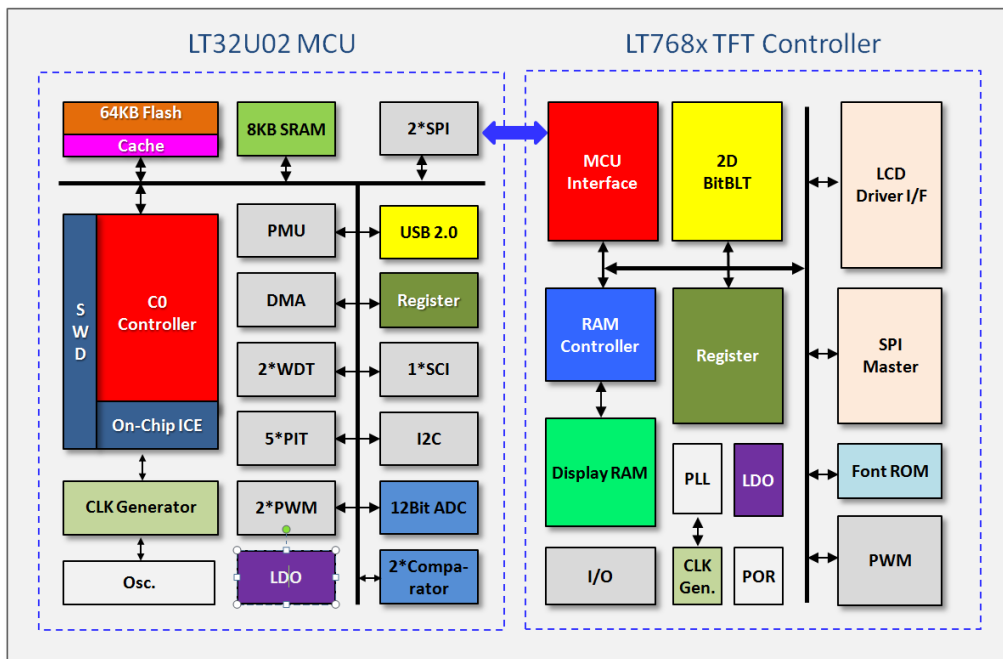 LT32U02 MCU
LT768x TFT Controller
64KB Flash
Cache
8KB SRAM
2*SPI
SWD
C0
Controller
On-Chip ICE
CLK Generator
Osc.
PMU
USB 2.0
DMA
Register
2*WDT
1*SCI
5*PIT
I2C
2*PWM
12Bit ADC
LDO
2*Compa-
rator
MCU
Interface
2D
BitBLT
LCD
Driver I/F
RAM
Controller
Register
SPI
Master
Display RAM
PLL
LDO
Font ROM
I/O
CLK
Gen.
POR
PWM